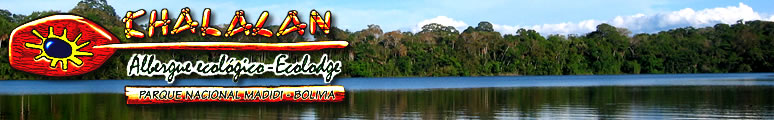 CHALALAN
Albergue ecológico-Ecolodge
PARQUE NACIONAL MADIDI - BOLIVIA